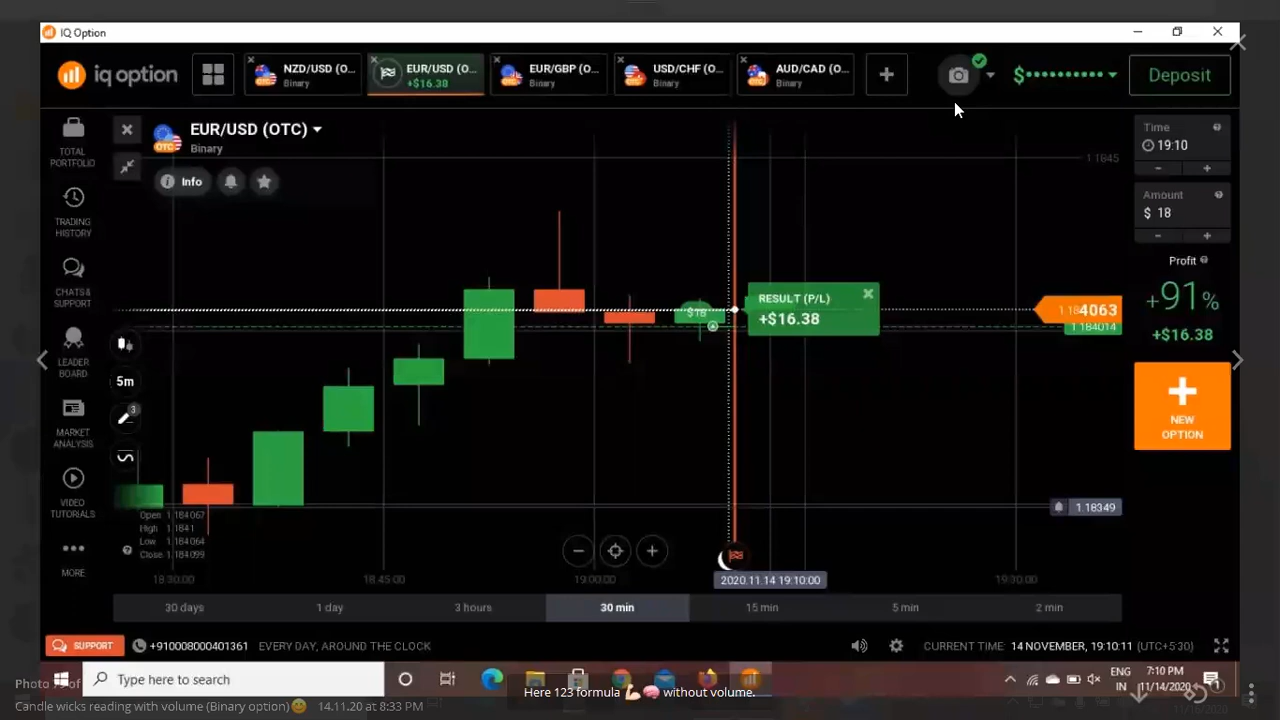 IQ Option
iq option
NZD/USD (O...
Binary
EUR/USD (O...
+$16.38
EUR/GBP (O...
Binary
USD/CHF (O...
Binary
AUD/CAD (O...
Binary
$••••••••••
Deposit
TOTAL
PORTFOLIO
TRADING
HISTORY
CHATS &
SUPPORT
LEADER
BOARD
MARKET
ANALYSIS
VIDEO
TUTORIALS
MORE
EUR/USD (OTC)
OTC
Binary
Info
5m
3
1.1845
$18
RESULT (P/L)
+$16.38
1.184063
1.184014
1.18349
Time
19:10
Amount
$ 18
Profit
+91%
+$16.38
NEW
OPTION
Open 1.184067
High 1.1841
Low 1.184064
Close 1.184099
18:30:00
18:45:00
19:00:00
2020.11.14 19:10:00
19:30:00
30 days
1 day
3 hours
30 min
15 min
5 min
2 min
SUPPORT
+910008000401361
EVERY DAY, AROUND THE CLOCK
CURRENT TIME: 14 NOVEMBER, 19:10:11 (UTC+5:30)
Type here to search
ENG
IN
7:10 PM
11/14/2020
Here 123 formula 💪🧠 without volume.
Candle wicks reading with volume (Binary option)😊 14.11.20 at 8:33 PM